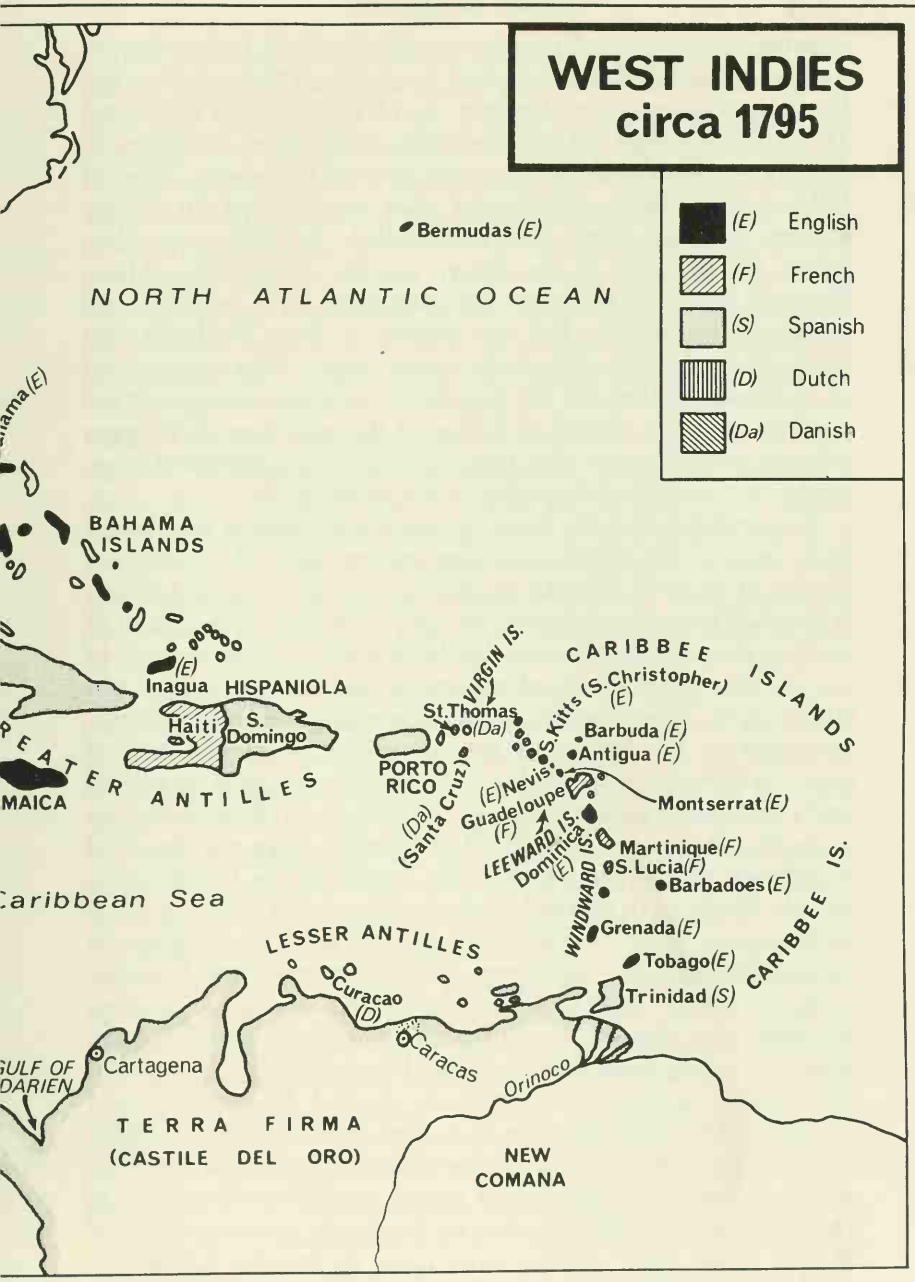 WEST INDIES
circa 1795
(E) English
(F) French
(S) Spanish
(D) Dutch
(Da) Danish
Bermudas (E)
NORTH ATLANTIC OCEAN
ahama (E)
BAHAMA
ISLANDS
(E)
Inagua
HISPANIOLA
Haiti
S.
Domingo
REATER ANTILLES
MAICA
VIRGIN IS.
St. Thomas
(Da)
PORTO
RICO
(Da)
(Santa Cruz)
CARIBBEE ISLANDS
S. Kitts (S. Christopher)
(E)
Barbuda (E)
Antigua (E)
(E) Nevis
Montserrat (E)
Guadeloupe
(F)
LEEWARD IS.
Dominica
(E)
WINDWARD IS.
Martinique (F)
S. Lucia (F)
Barbadoes (E)
Grenada (E)
Tobago (E)
Trinidad (S)
CARIBBEE IS.
Caribbean Sea
LESSER ANTILLES
Curacao
(D)
Caracas
Cartagena
GULF OF
DARIEN
Orinoco
TERRA FIRMA
(CASTILE DEL ORO)
NEW
COMANA